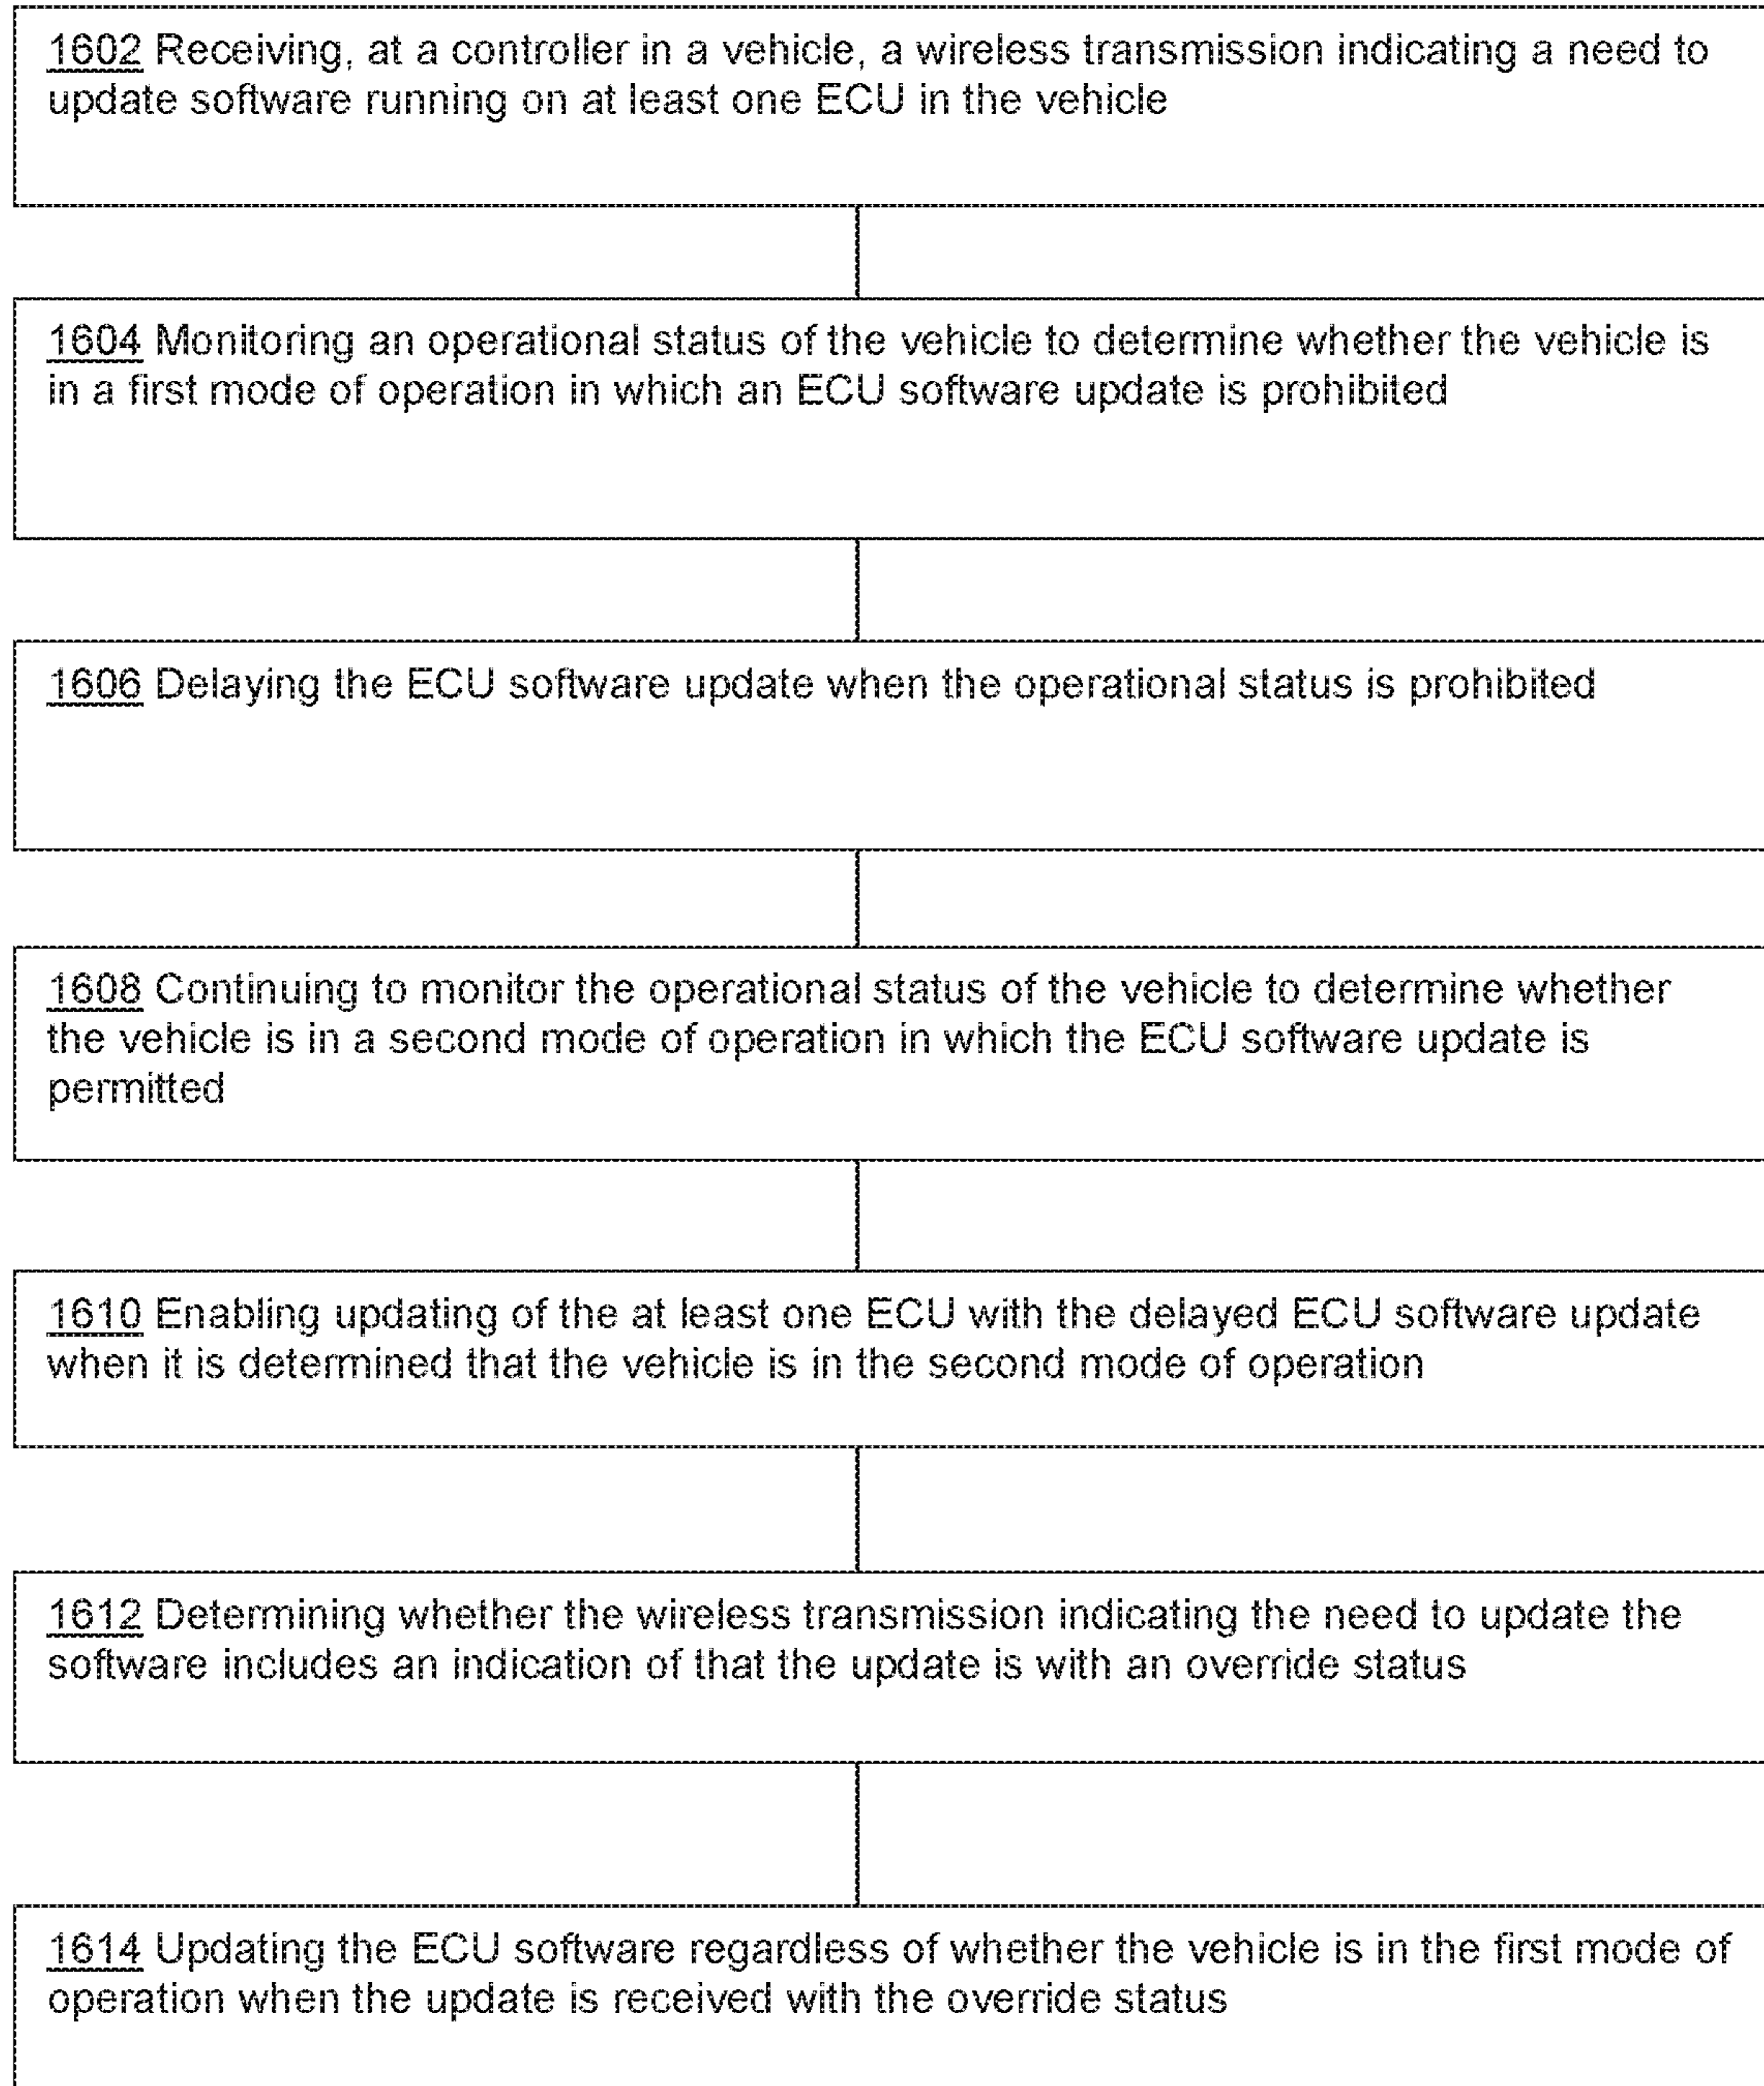 1602 Receiving, at a controller in a vehicle, a wireless transmission indicating a need to
update software running on at least one ECU in the vehicle
1604 Monitoring an operational status of the vehicle to determine whether the vehicle is
in a first mode of operation in which an ECU software update is prohibited
1606 Delaying the ECU software update when the operational status is prohibited
1608 Continuing to monitor the operational status of the vehicle to determine whether
the vehicle is in a second mode of operation in which the ECU software update is
permitted
1610 Enabling updating of the at least one ECU with the delayed ECU software update
when it is determined that the vehicle is in the second mode of operation
1612 Determining whether the wireless transmission indicating the need to update the
software includes an indication of that the update is with an override status
1614 Updating the ECU software regardless of whether the vehicle is in the first mode of
operation when the update is received with the override status